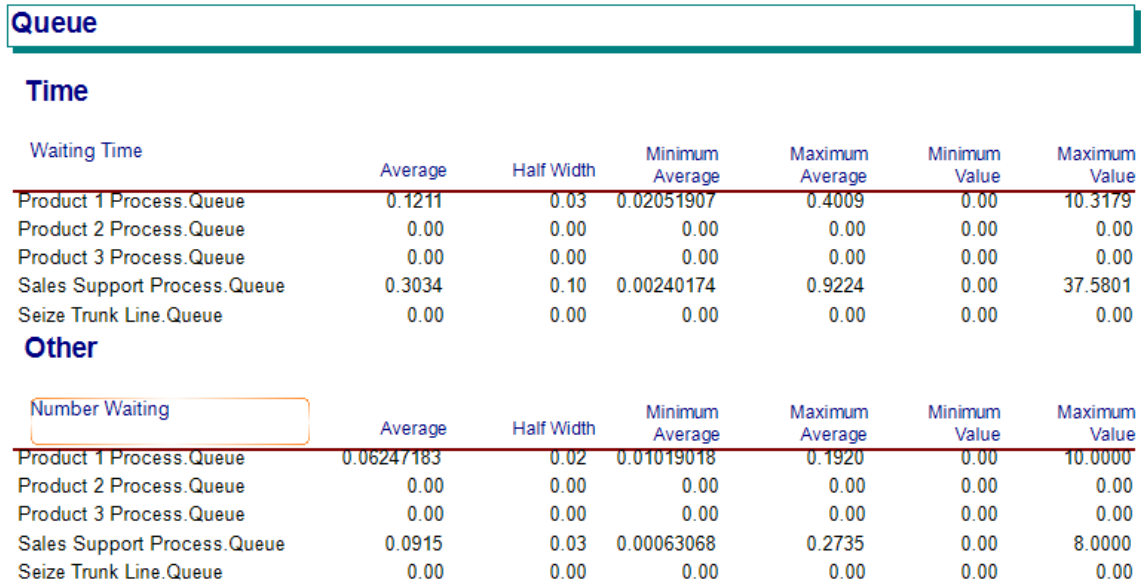 Queue
Time
Waiting Time Average Half Width Minimum Average Maximum Average Minimum Value Maximum Value
Product 1 Process.Queue 0.1211 0.03 0.02051907 0.4009 0.00 10.3179
Product 2 Process.Queue 0.00 0.00 0.00 0.00 0.00 0.00
Product 3 Process.Queue 0.00 0.00 0.00 0.00 0.00 0.00
Sales Support Process.Queue 0.3034 0.10 0.00240174 0.9224 0.00 37.5801
Seize Trunk Line.Queue 0.00 0.00 0.00 0.00 0.00 0.00
Other
Number Waiting Average Half Width Minimum Average Maximum Average Minimum Value Maximum Value
Product 1 Process.Queue 0.06247183 0.02 0.01019018 0.1920 0.00 10.0000
Product 2 Process.Queue 0.00 0.00 0.00 0.00 0.00 0.00
Product 3 Process.Queue 0.00 0.00 0.00 0.00 0.00 0.00
Sales Support Process.Queue 0.0915 0.03 0.00063068 0.2735 0.00 8.0000
Seize Trunk Line.Queue 0.00 0.00 0.00 0.00 0.00 0.00